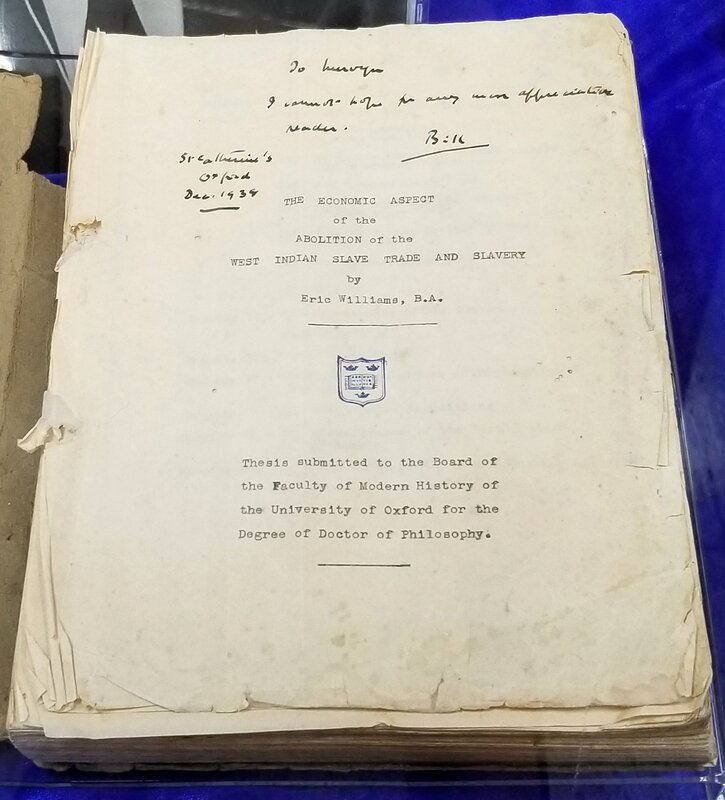 To Mervyn
I cannot hope for any more appreciative
reader.
Bill
St Catherine's
Oxford
Dec. 1938
THE ECONOMIC ASPECT
of the
ABOLITION of the
WEST INDIAN SLAVE TRADE AND SLAVERY
by
Eric Williams, B.A.
Thesis submitted to the Board of
the Faculty of Modern History of
the University of Oxford for the
Degree of Doctor of Philosophy.